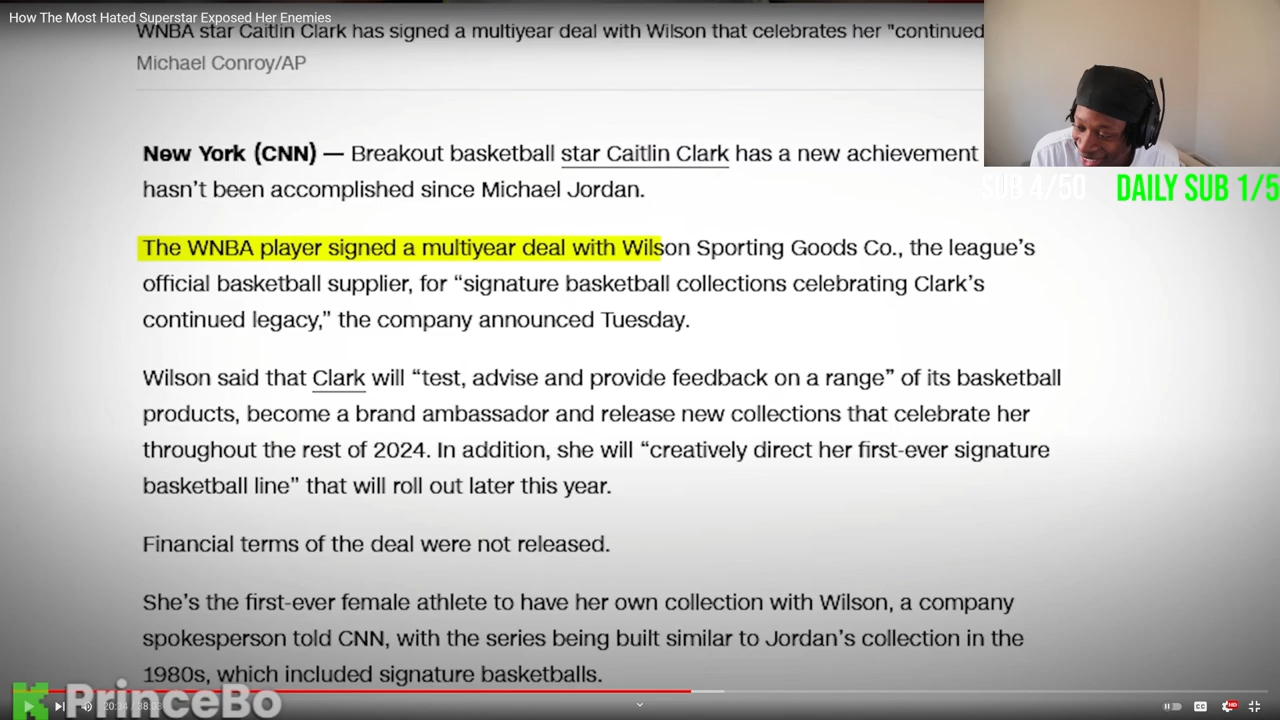 How The Most Hated Superstar Exposed Her Enemies
WNBA star Caitlin Clark has signed a multiyear deal with Wilson that celebrates her "continued
Michael Conroy/AP
New York (CNN) — Breakout basketball star Caitlin Clark has a new achievement
hasn't been accomplished since Michael Jordan.
SUB 4/50
DAILY SUB 1/5
The WNBA player signed a multiyear deal with Wilson Sporting Goods Co., the league's
official basketball supplier, for “signature basketball collections celebrating Clark's
continued legacy,” the company announced Tuesday.
Wilson said that Clark will “test, advise and provide feedback on a range” of its basketball
products, become a brand ambassador and release new collections that celebrate her
throughout the rest of 2024. In addition, she will “creatively direct her first-ever signature
basketball line” that will roll out later this year.
Financial terms of the deal were not released.
She's the first-ever female athlete to have her own collection with Wilson, a company
spokesperson told CNN, with the series being built similar to Jordan's collection in the
1980s, which included signature basketballs.
K PrinceBo
CC
HD